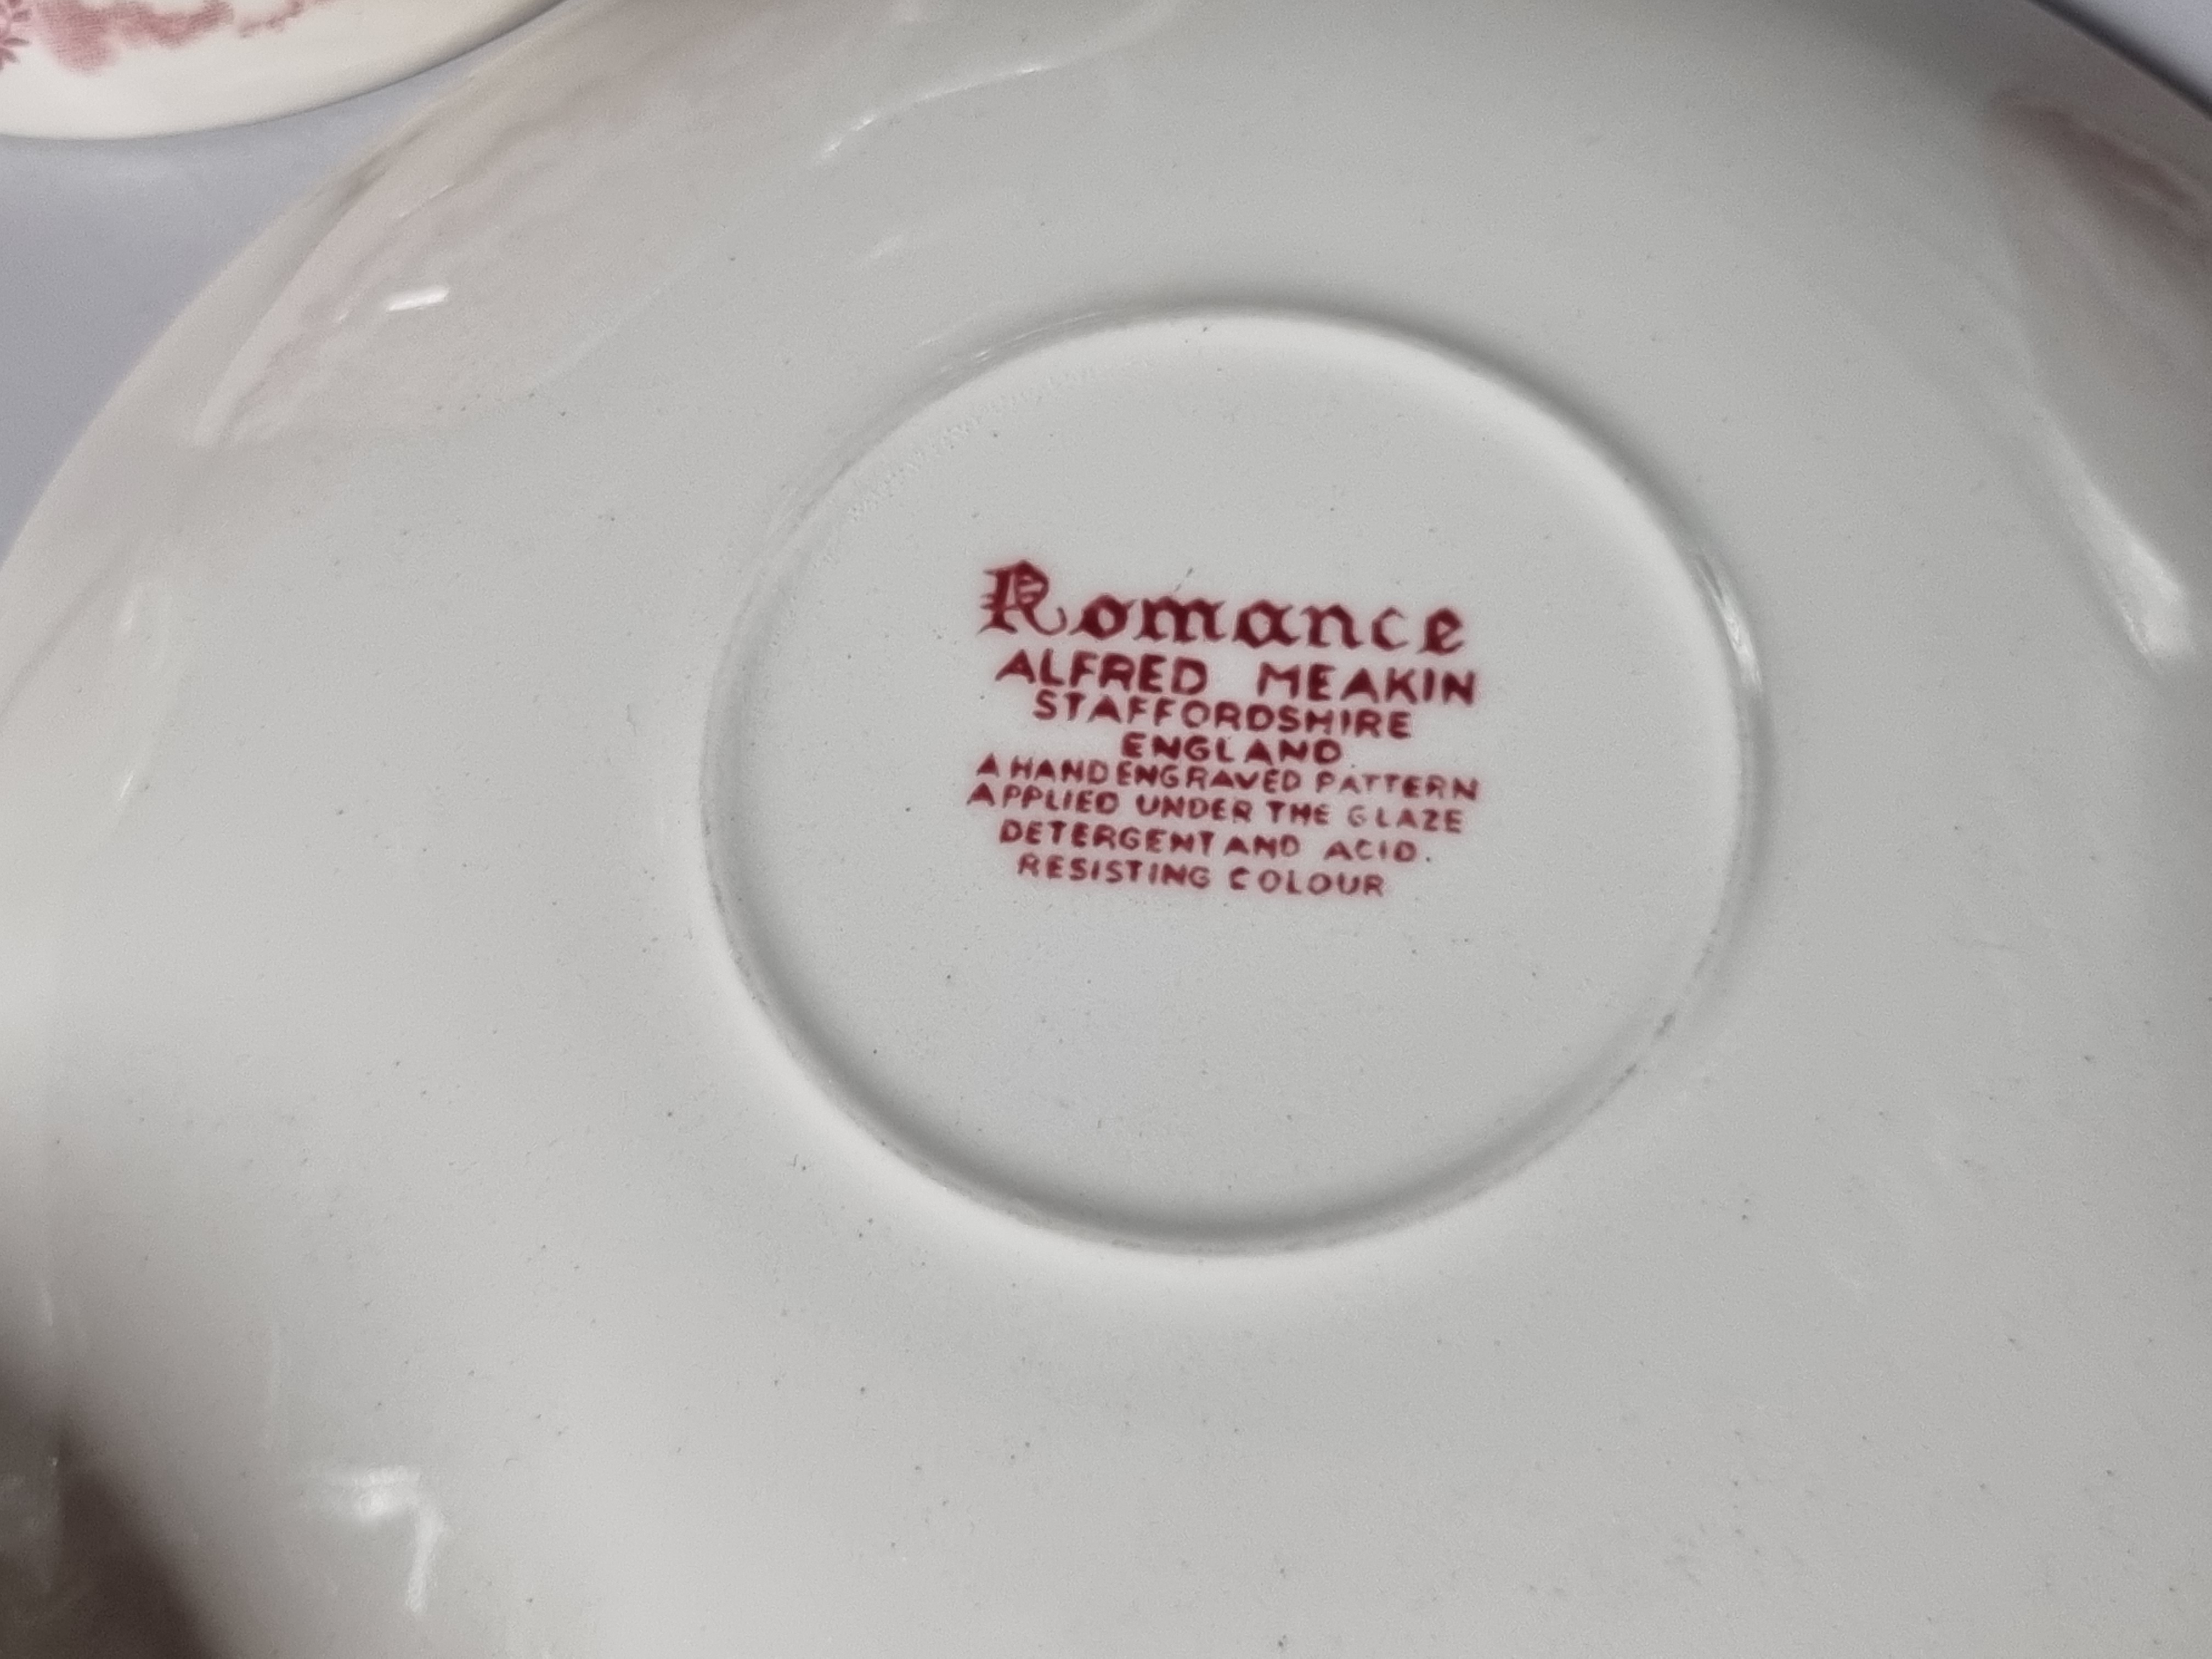 Romance
ALFRED MEAKIN
STAFFORDSHIRE
ENGLAND
A HAND ENGRAVED PATTERN
APPLIED UNDER THE GLAZE
DETERGENT AND ACID.
RESISTING COLOUR